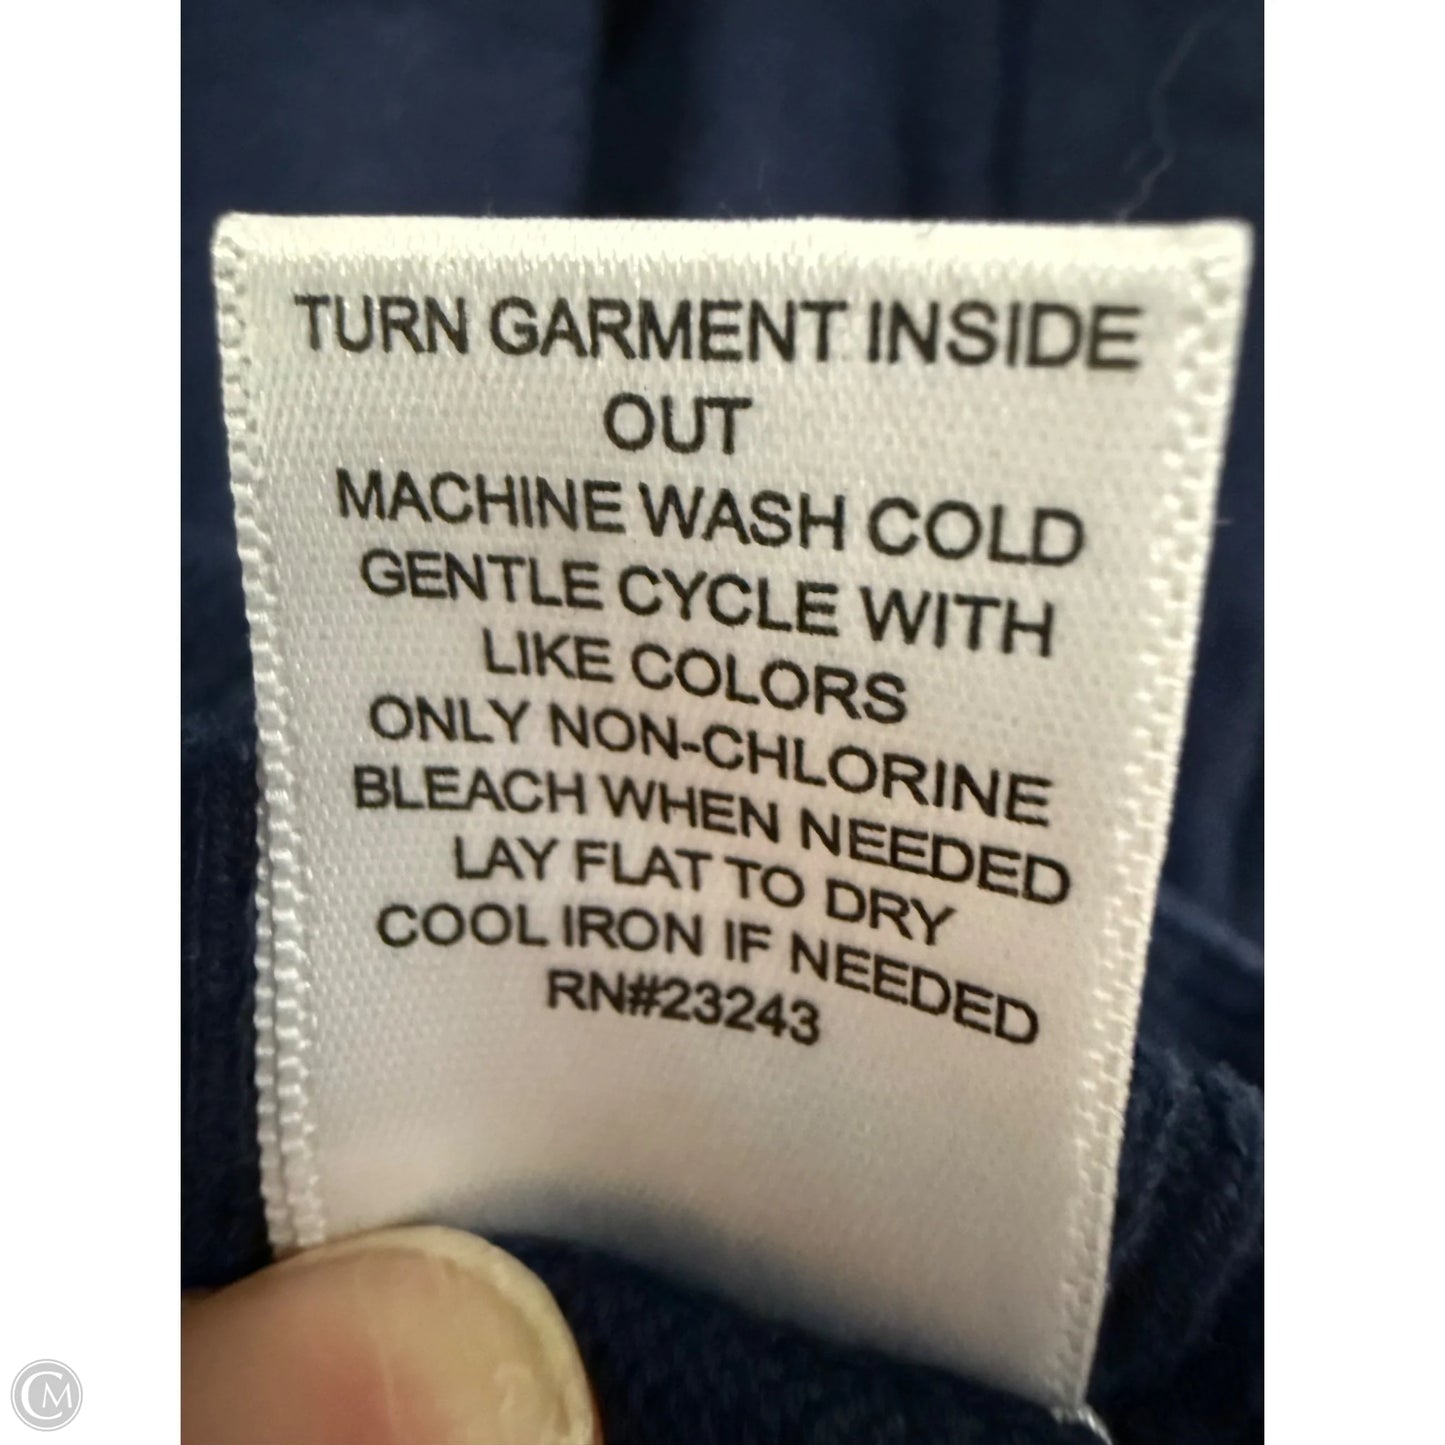 TURN GARMENT INSIDE
OUT
MACHINE WASH COLD
GENTLE CYCLE WITH
LIKE COLORS
ONLY NON-CHLORINE
BLEACH WHEN NEEDED
LAY FLAT TO DRY
COOL IRON IF NEEDED
RN#23243
CM